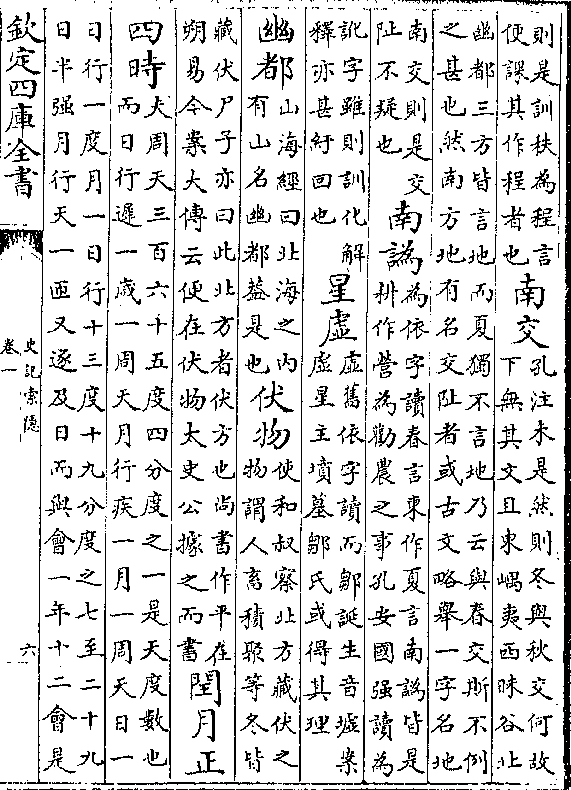 則是訓秩為程言
使課其作程者也
南交
孔注未是然則冬與秋交何故
下無其文且東嵎夷西昧谷北
幽都三方皆言地而夏獨不言地乃云與春交斯不例
之甚也然南方地有名交阯者或古文略舉一字名地
南交則是交
阯不疑也
南譌
為依字讀春言東作夏言南譌皆是
耕作營為勸農之事孔安國强讀為
訛字雖則訓化解
釋亦甚紆回也
星虛
虛舊依字讀而鄒誕生音墟案
虛星主墳墓鄒氏或得其理
幽都
山海經曰北海之内
有山名幽都葢是也
伏物
使和叔察北方藏伏之
物謂人畜積聚等冬皆
藏伏尸子亦曰此北方者伏方也尚書作平在
朔易今案大傳云便在伏物太史公據之而書
閏月正
四時
夫周天三百六十五度四分度之一是天度數也
而日行遲一歲一周天月行疾一月一周天日一
日行一度月一日行十三度十九分度之七至二十九
日半强月行天一匝又逐及日而與會一年十二會是
欽定四庫全書
史記索隱
卷一
六